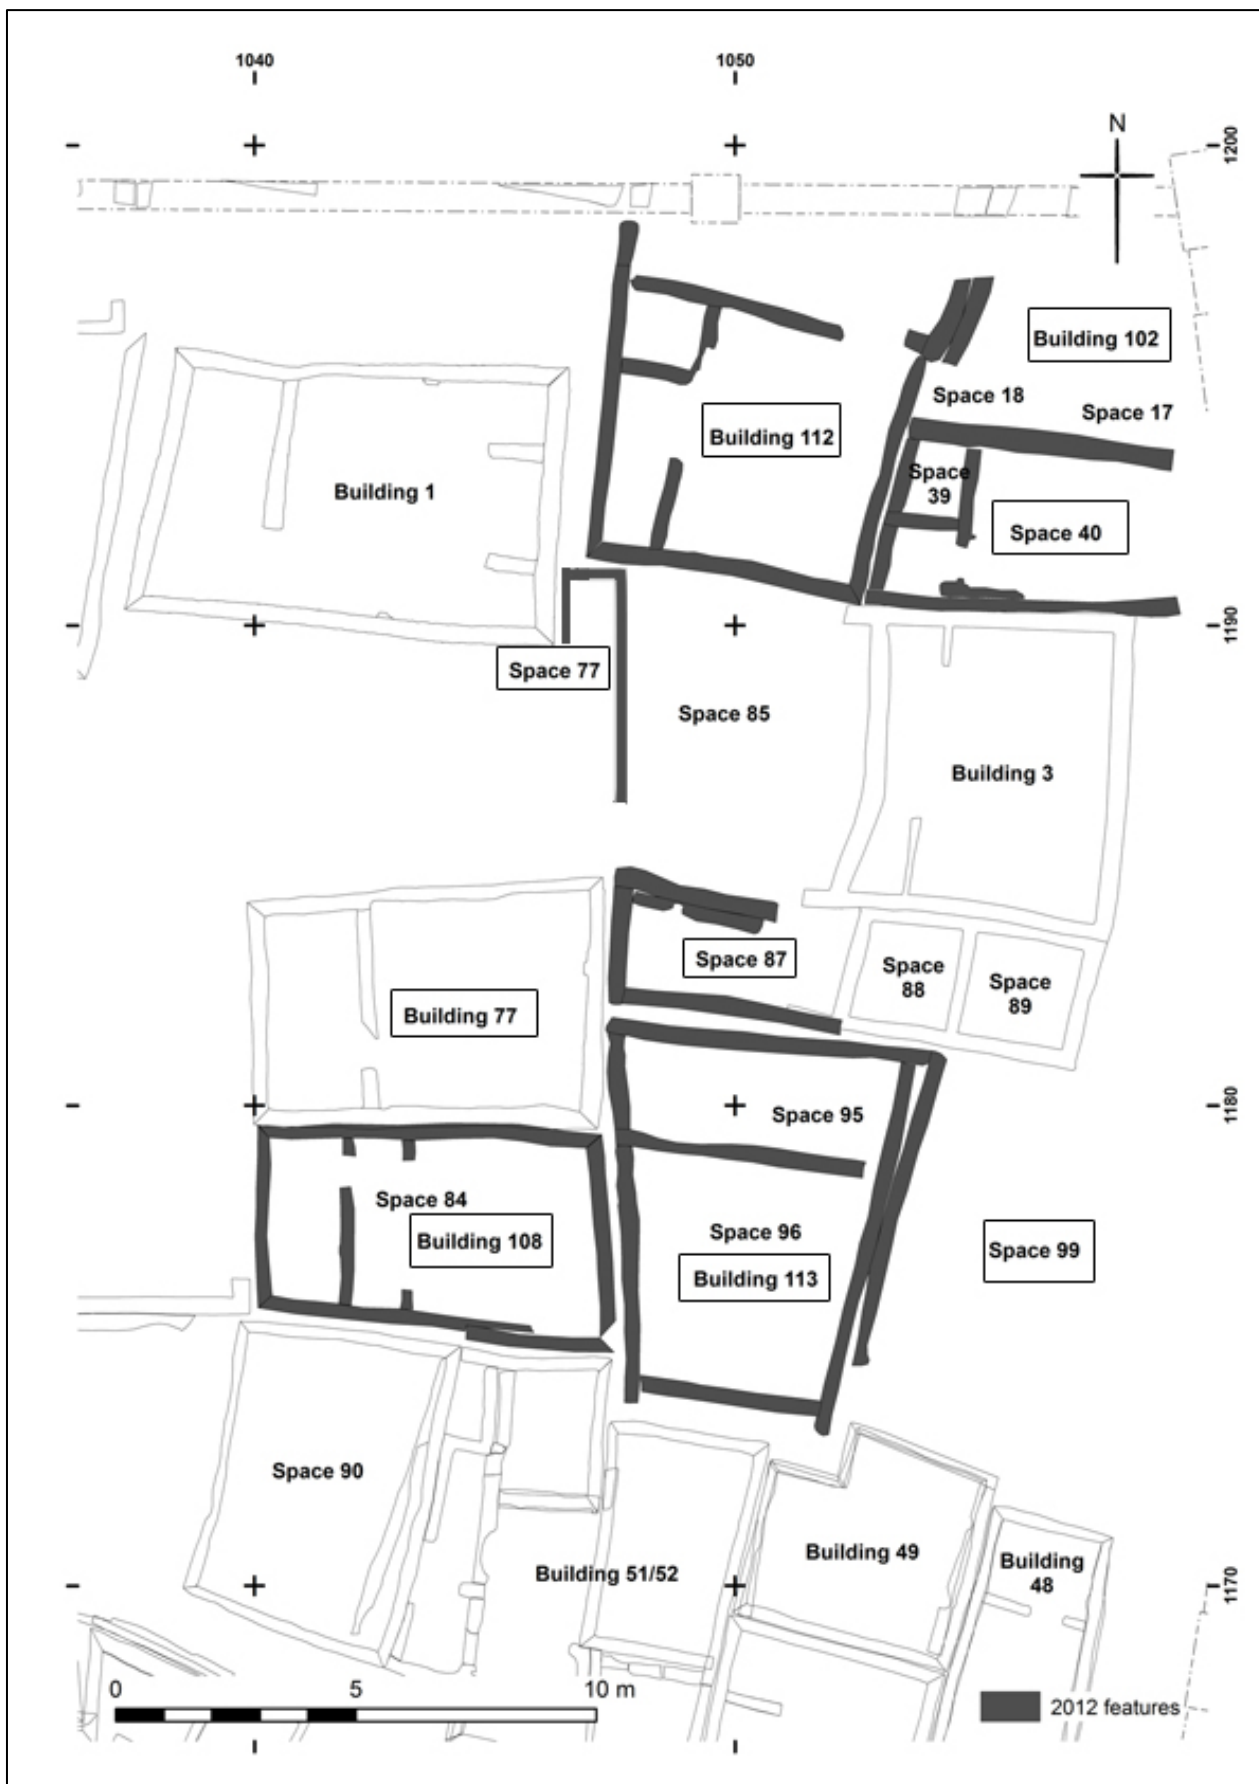 1040
1050
N
1200
Building 102
Space 18
Space 17
Building 112
Space
39
Building 1
Space 40
1190
Space 77
Space 85
Building 3
Space 87
Space
88
Space
89
Building 77
1180
Space 95
Space 84
Building 108
Space 96
Building 113
Space 99
Space 90
Building 49
Building
48
Building 51/52
1170
0
5
10 m
2012 features